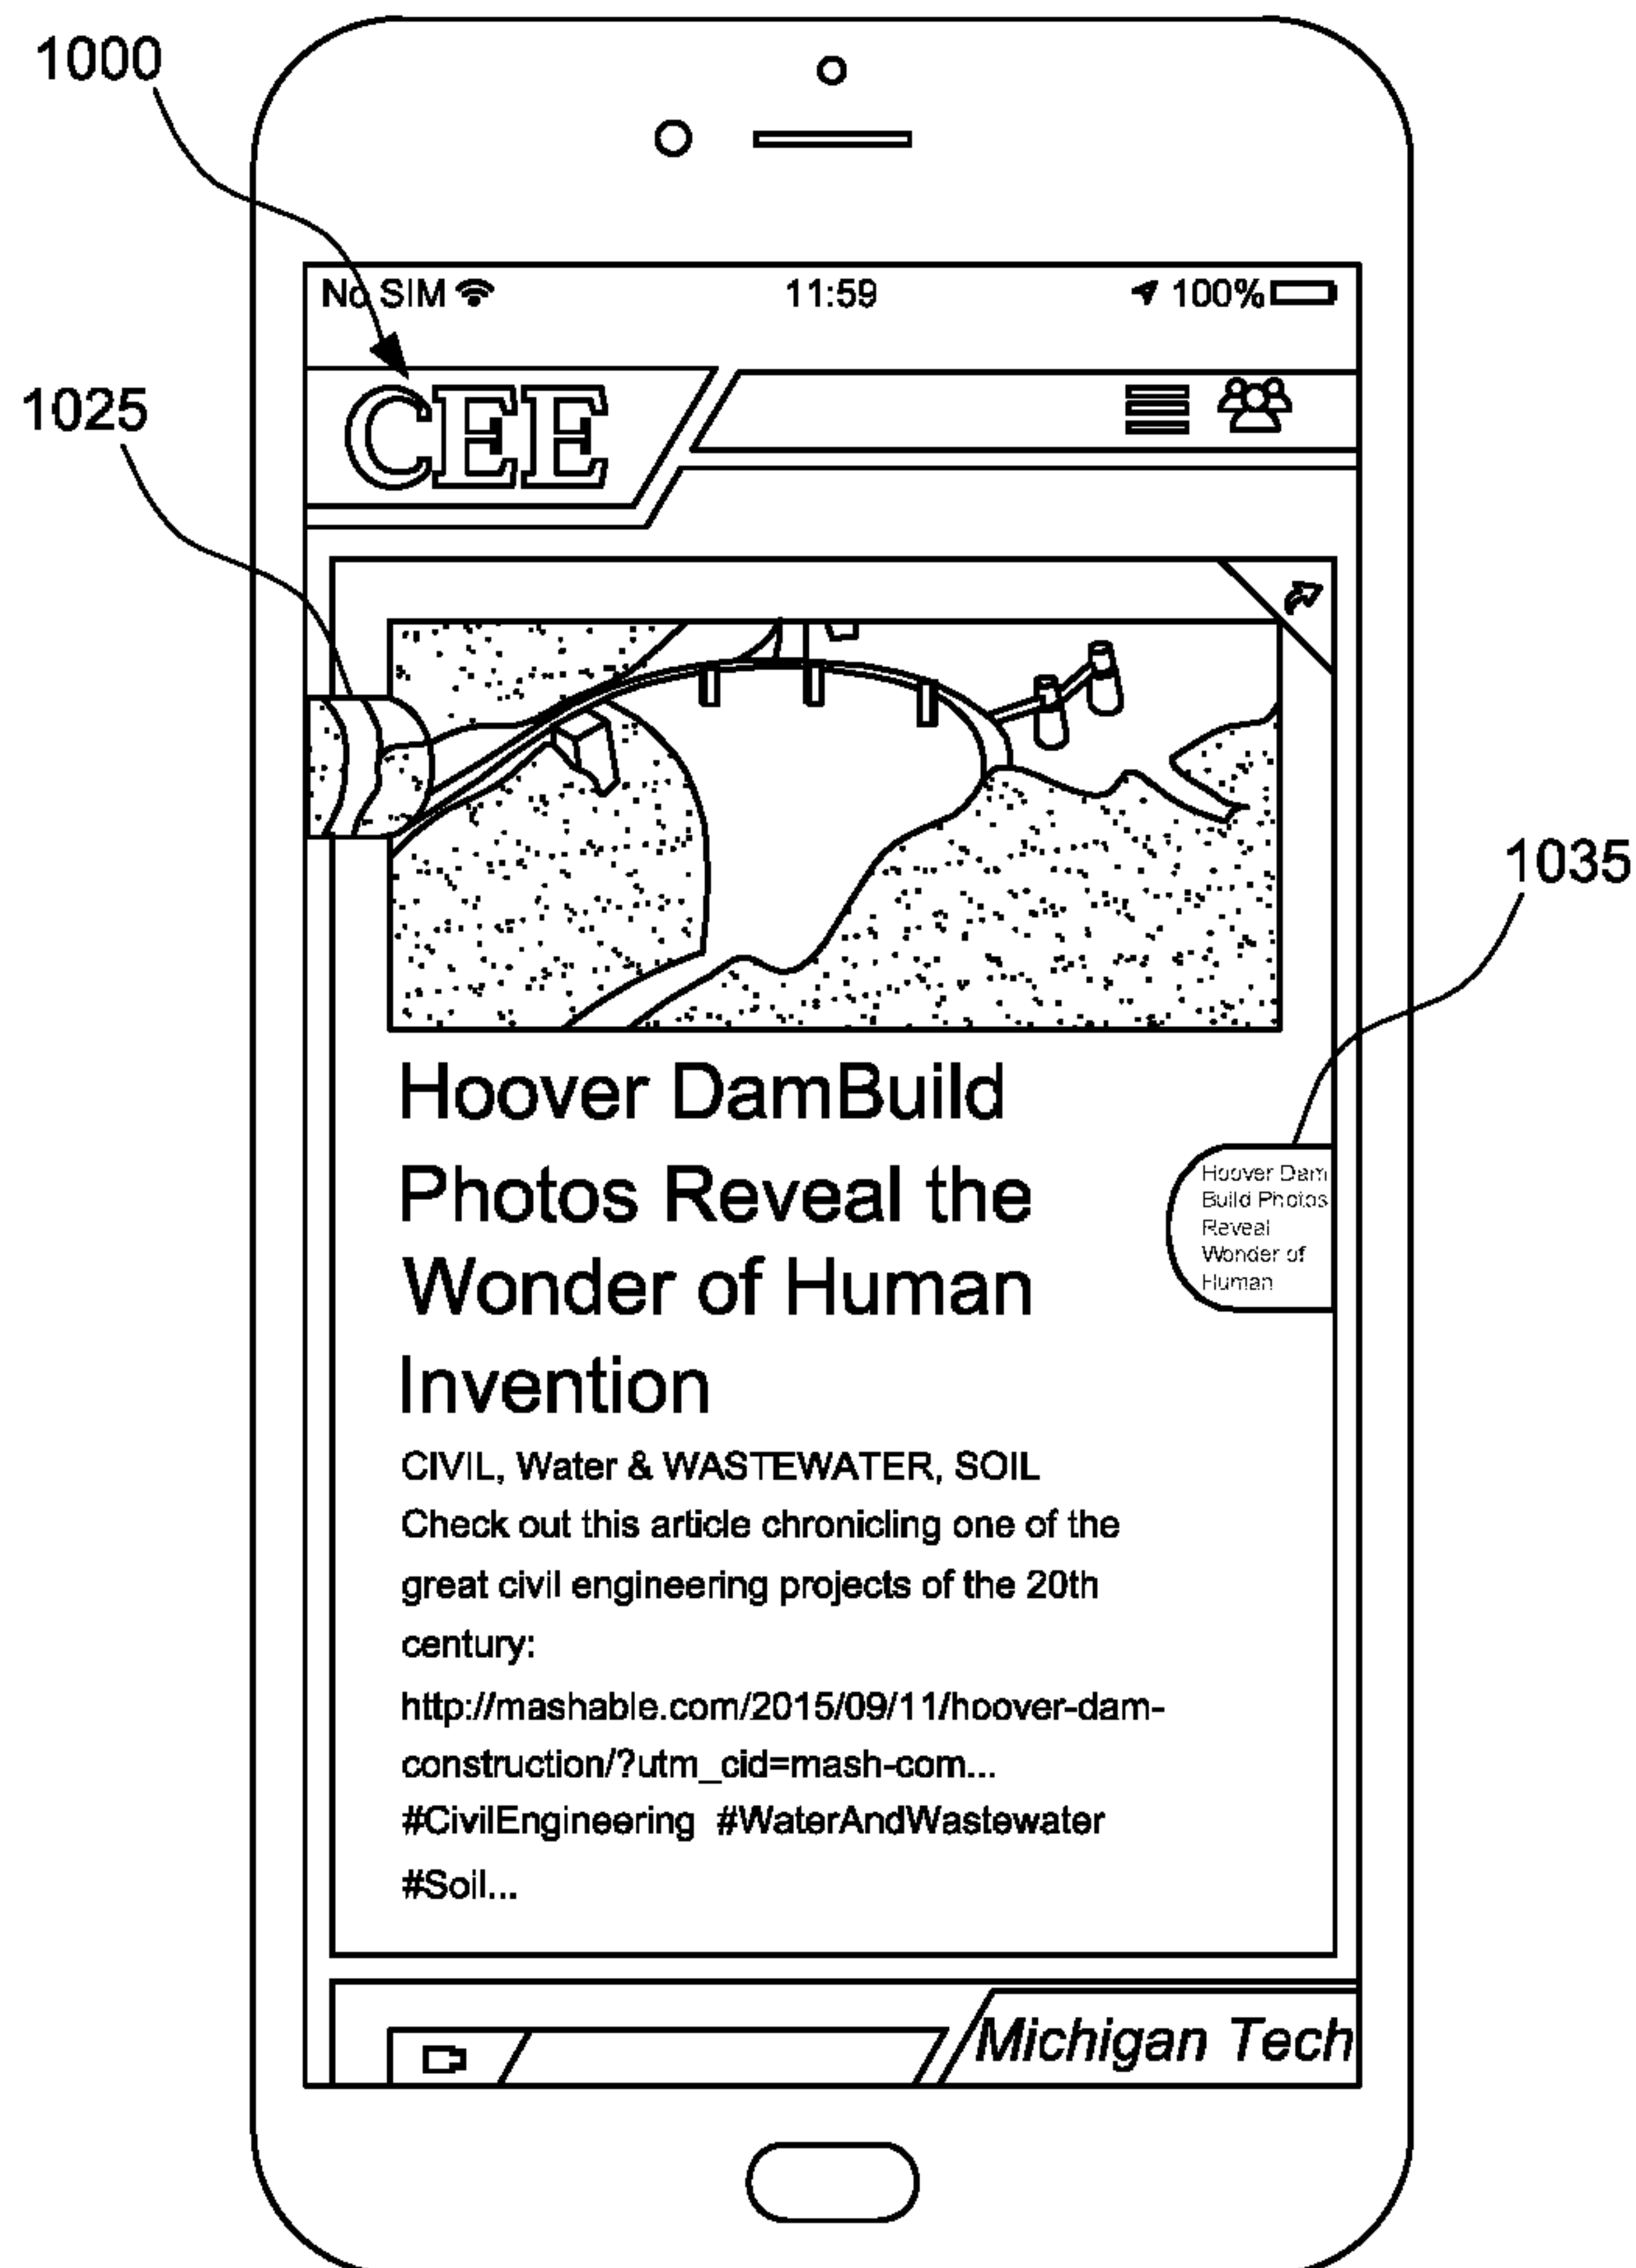 1000
No SIM 11:59 100%
1025
CEE
1035
Hoover DamBuild
Photos Reveal the
Wonder of Human
Invention
Hoover Dam
Build Photos
Reveal
Wonder of
Human
CIVIL, Water & WASTEWATER, SOIL
Check out this article chronicling one of the
great civil engineering projects of the 20th
century:
http://mashable.com/2015/09/11/hoover-dam-
construction/?utm_cid=mash-com...
#CivilEngineering #WaterAndWastewater
#Soil...
Michigan Tech